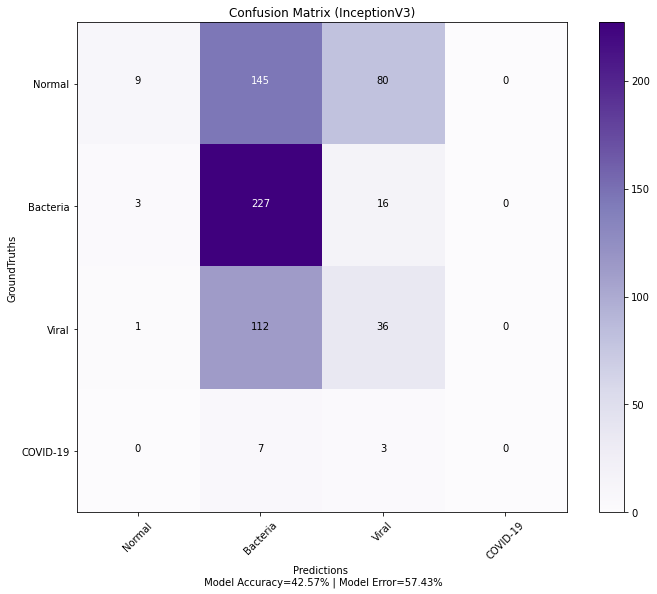 Confusion Matrix (InceptionV3)
Normal 9 145 80 0
Bacteria 3 227 16 0
Viral 1 112 36 0
COVID-19 0 7 3 0
GroundTruths
Normal Bacteria Viral COVID-19
Predictions
Model Accuracy=42.57% | Model Error=57.43%
200
150
100
50
0